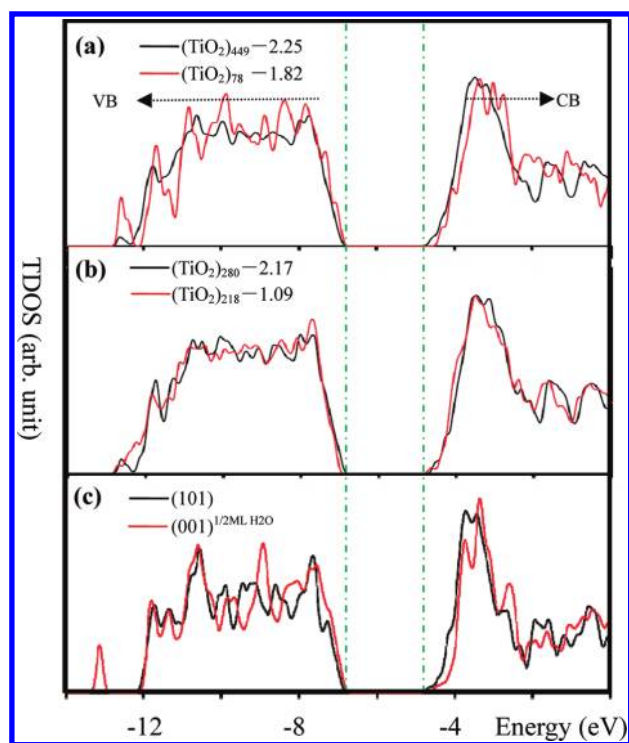 (a)
(TiO₂)₄₄₉—2.25
(TiO₂)₇₈—1.82
VB
CB
(b)
(TiO₂)₂₈₀—2.17
(TiO₂)₂₁₈—1.09
TDOS (arb. unit)
(c)
(101)
(001)¹/²ᴹᴸ ᴴ²ᴼ
-12
-8
-4
Energy (eV)